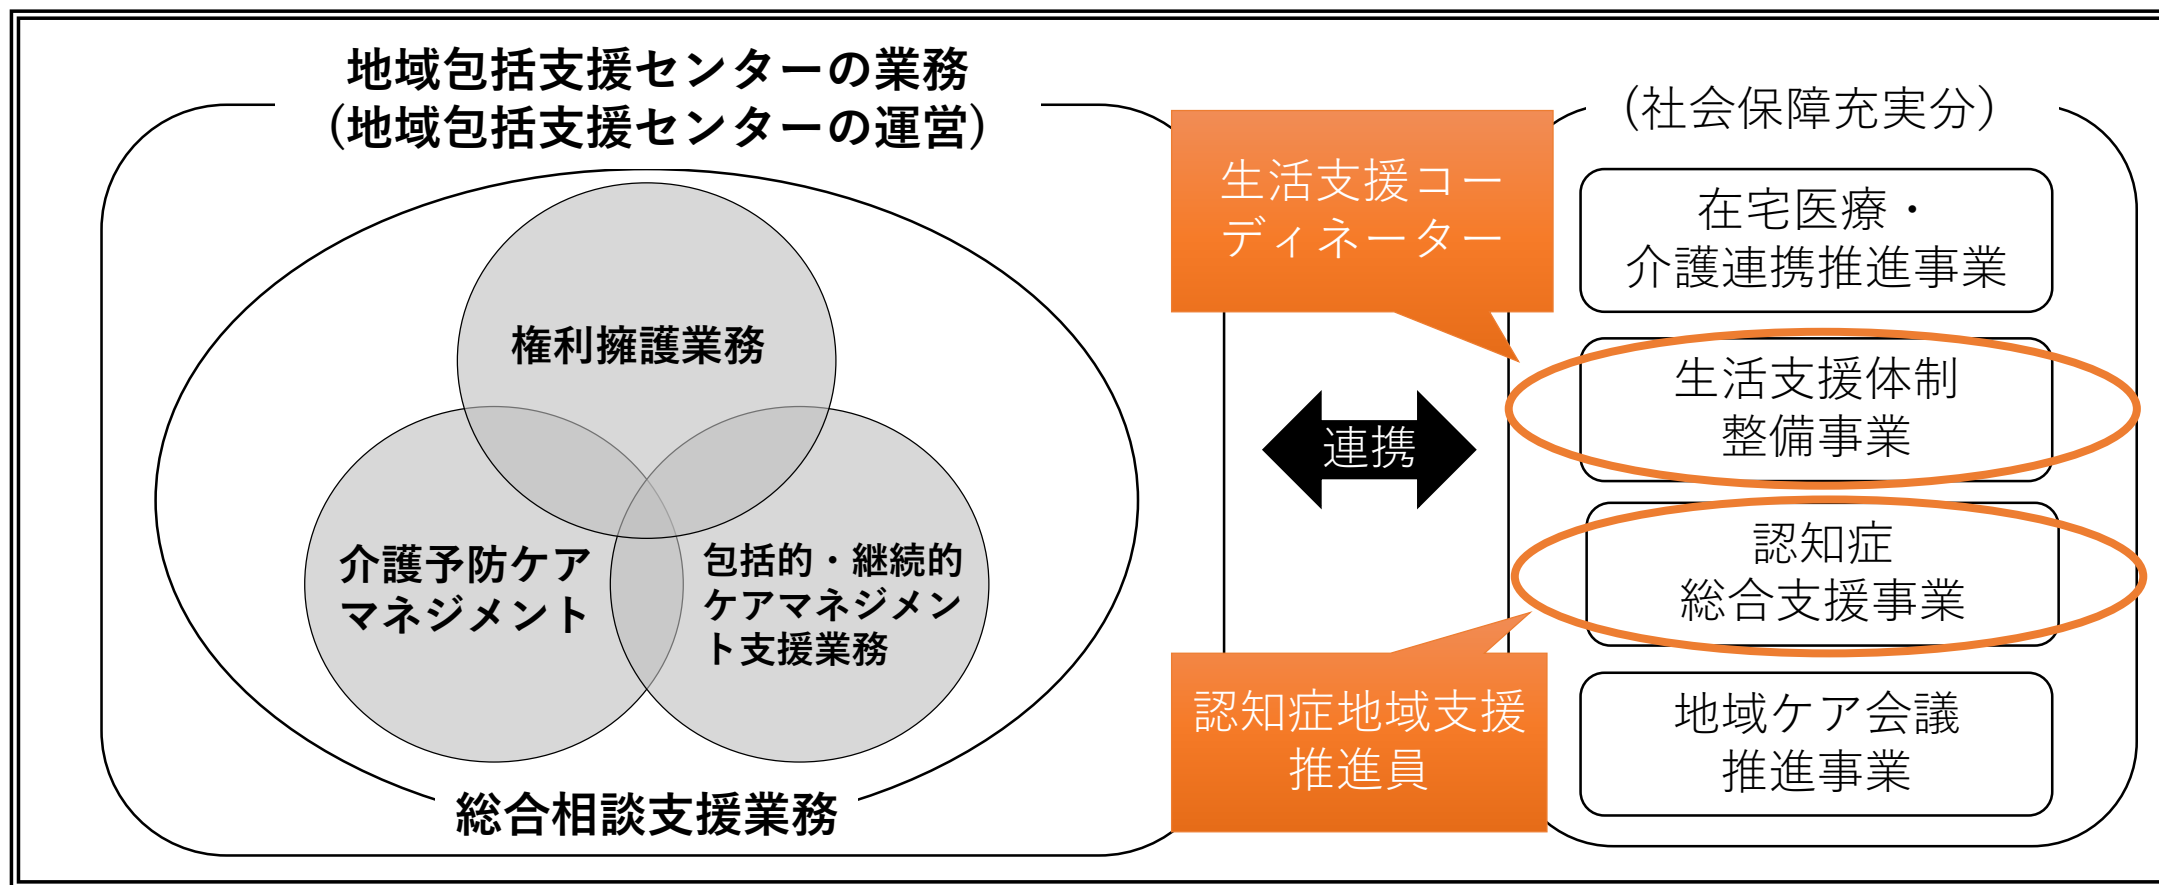 地域包括支援センターの業務
(地域包括支援センターの運営)
権利擁護業務
介護予防ケア
マネジメント
包括的・継続的
ケアマネジメン
ト支援業務
総合相談支援業務
生活支援コー
ディネーター
連携
認知症地域支援
推進員
(社会保障充実分)
在宅医療・
介護連携推進事業
生活支援体制
整備事業
認知症
総合支援事業
地域ケア会議
推進事業